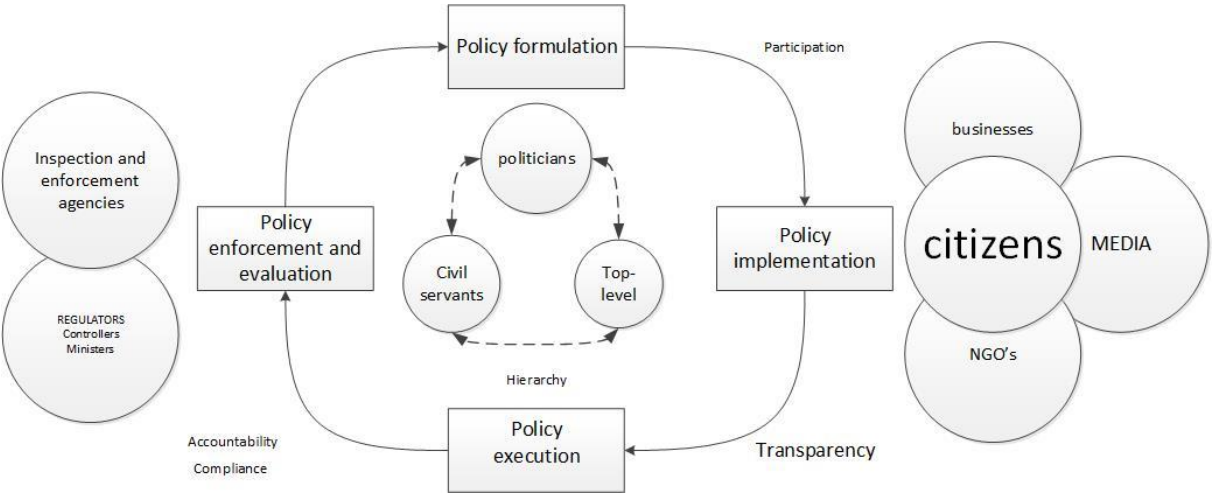 Policy formulation
Participation
businesses
Inspection and
enforcement
agencies
politicians
Policy
enforcement and
evaluation
Policy
implementation
citizens
MEDIA
Civil
servants
Top-
level
REGULATORS
Controllers
Ministers
NGO's
Hierarchy
Policy
execution
Accountability
Compliance
Transparency